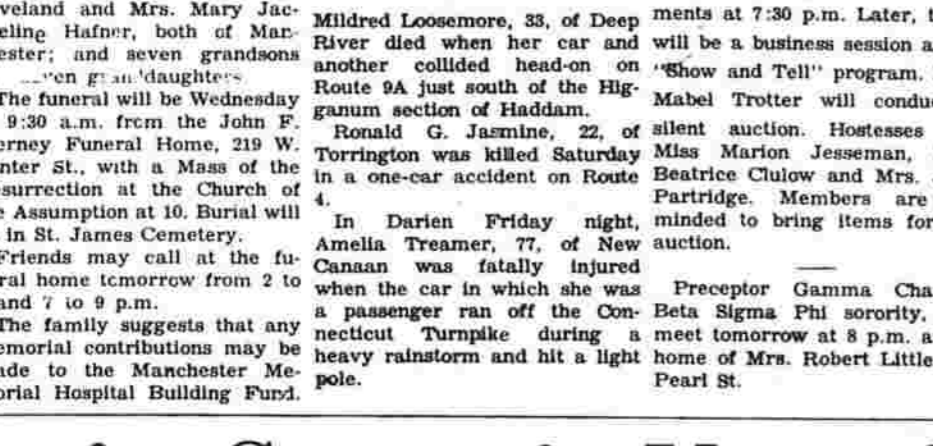 veland and Mrs. Mary Jac-
eline Hafner, both of Man-
ester; and seven grandsons
ven granddaughters
The funeral will be Wednesday
9:30 a.m. from the John F.
erney Funeral Home, 219 W.
nter St., with a Mass of the
surrection at the Church of
e Assumption at 10. Burial will
in St. James Cemetery.
Friends may call at the fu-
ral home tomorrow from 2 to
and 7 to 9 p.m.
The family suggests that any
emorial contributions may be
ade to the Manchester Me-
orial Hospital Building Fund.
Mildred Loosemore, 33, of Deep
River died when her car and
another collided head-on on
Route 9A just south of the Hig-
ganum section of Haddam.
Ronald G. Jasmine, 22, of
Torrington was killed Saturday
in a one-car accident on Route
4.
In Darien Friday night,
Amelia Treamer, 77, of New
Canaan was fatally injured
when the car in which she was
a passenger ran off the Con-
necticut Turnpike during a
heavy rainstorm and hit a light
pole.
ments at 7:30 p.m. Later, t
will be a business session a
"Show and Tell" program.
Mabel Trotter will condu
silent auction. Hostesses
Miss Marion Jesseman,
Beatrice Clulow and Mrs.
Partridge. Members are
minded to bring items for
auction.
Preceptor Gamma Cha
Beta Sigma Phi sorority,
meet tomorrow at 8 p.m. a
home of Mrs. Robert Little
Pearl St.